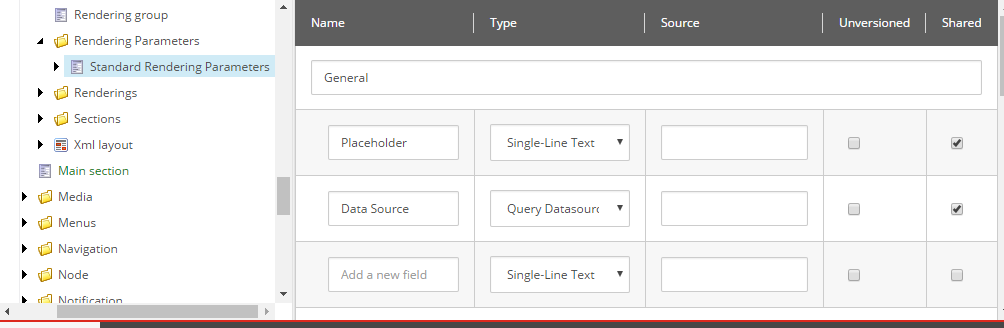 Rendering group
Rendering Parameters
Standard Rendering Parameters
Renderings
Sections
Xml layout
Main section
Media
Menus
Navigation
Node
Notification
Name Type Source Unversioned Shared
General
Placeholder Single-Line Text
Data Source Query Datasourc
Add a new field Single-Line Text